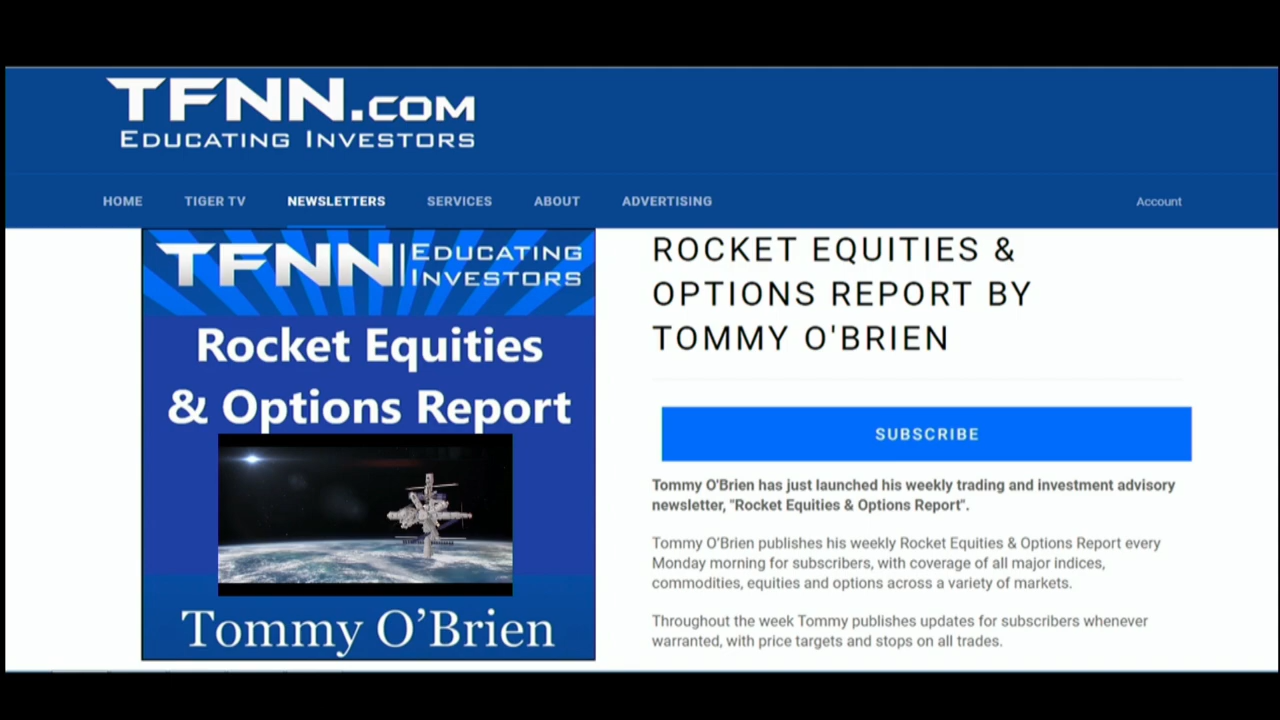 TFNN.COM
EDUCATING INVESTORS
HOME TIGER TV NEWSLETTERS SERVICES ABOUT ADVERTISING Account
TFNN EDUCATING
INVESTORS
Rocket Equities
& Options Report
Tommy O’Brien
ROCKET EQUITIES &
OPTIONS REPORT BY
TOMMY O'BRIEN
SUBSCRIBE
Tommy O'Brien has just launched his weekly trading and investment advisory
newsletter, "Rocket Equities & Options Report".
Tommy O'Brien publishes his weekly Rocket Equities & Options Report every
Monday morning for subscribers, with coverage of all major indices,
commodities, equities and options across a variety of markets.
Throughout the week Tommy publishes updates for subscribers whenever
warranted, with price targets and stops on all trades.